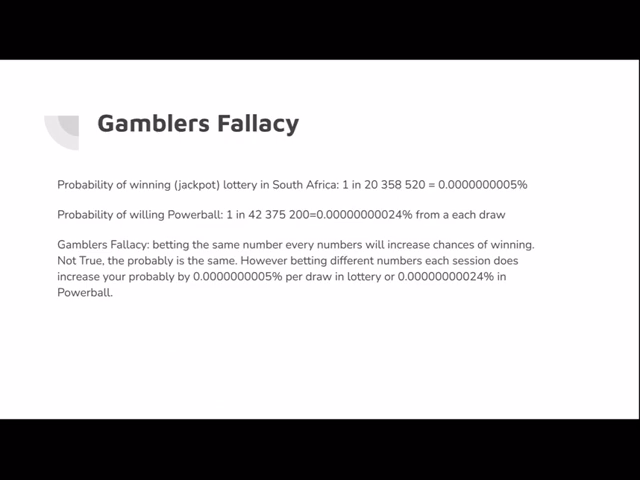 Gamblers Fallacy
Probability of winning (jackpot) lottery in South Africa: 1 in 20 358 520 = 0.0000000005%
Probability of willing Powerball: 1 in 42 375 200=0.00000000024% from a each draw
Gamblers Fallacy: betting the same number every numbers will increase chances of winning.
Not True, the probably is the same. However betting different numbers each session does
increase your probably by 0.0000000005% per draw in lottery or 0.00000000024% in
Powerball.